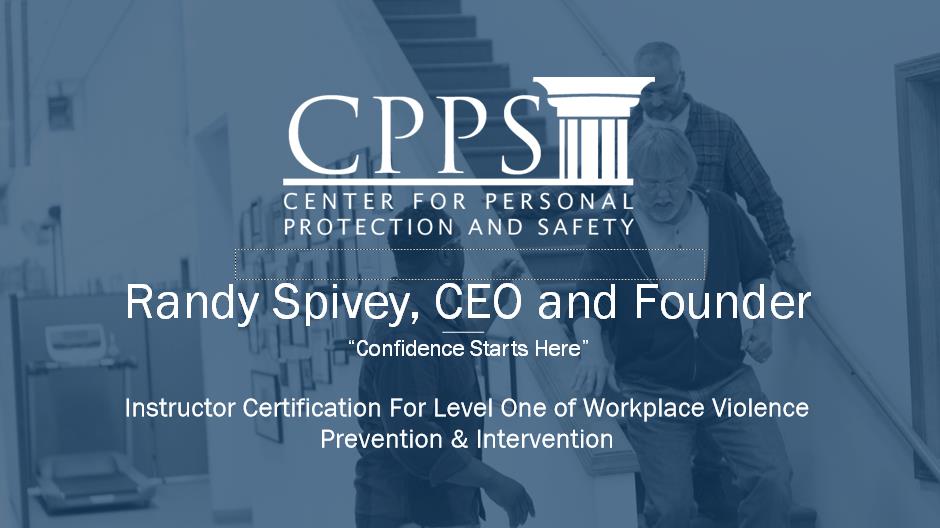 CPPS
CENTER FOR PERSONAL
PROTECTION AND SAFETY
Randy Spivey, CEO and Founder
“Confidence Starts Here”
Instructor Certification For Level One of Workplace Violence
Prevention & Intervention